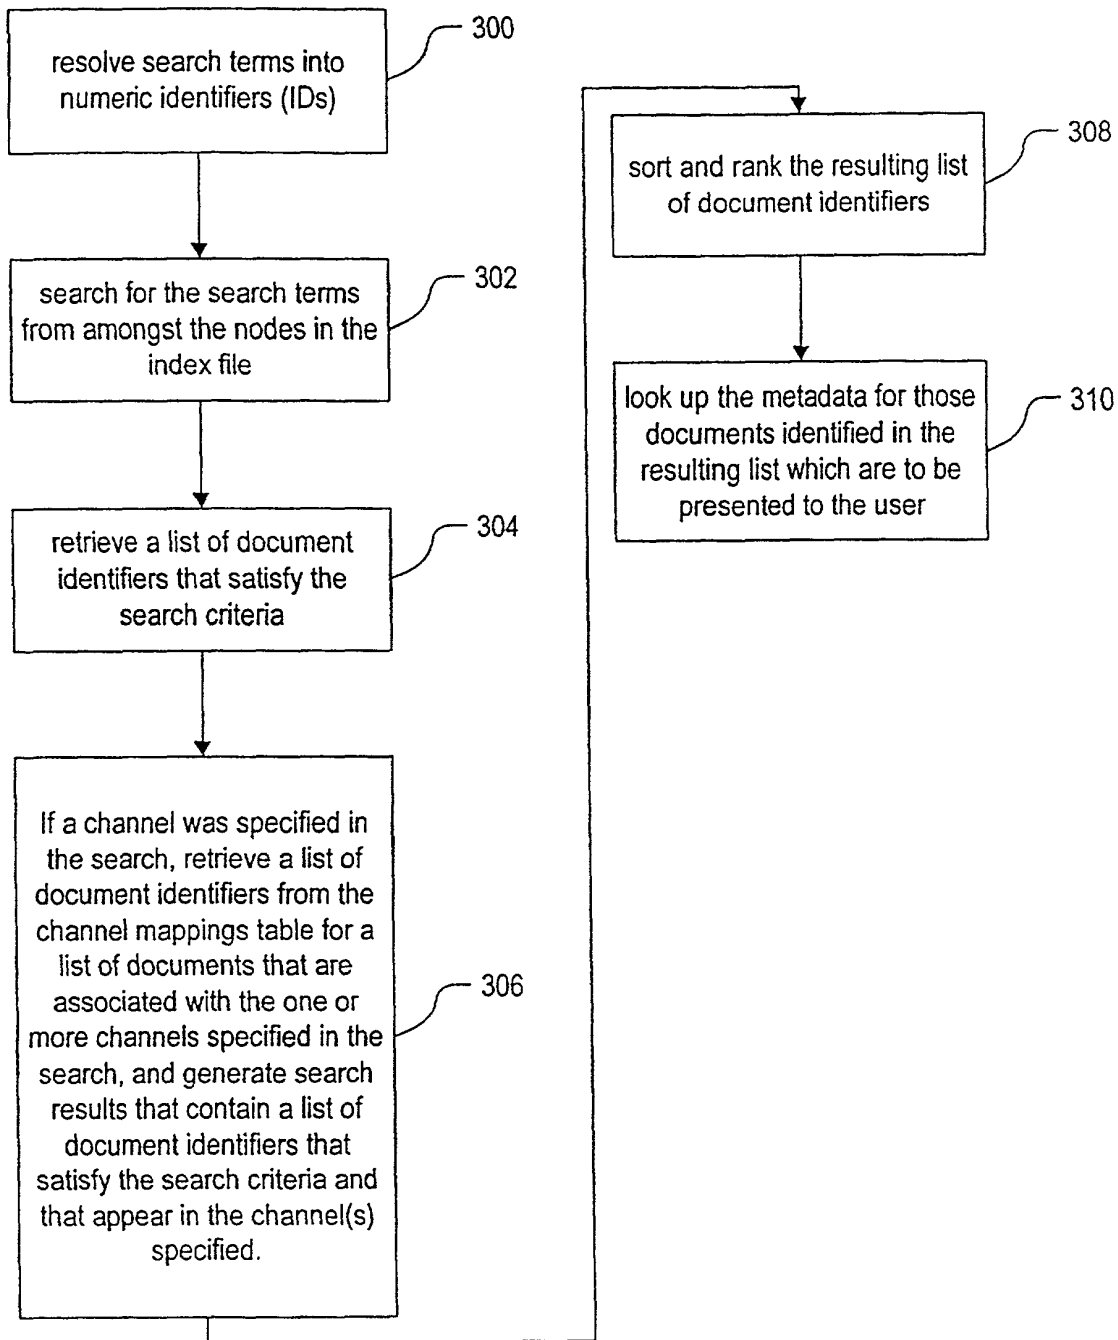 300
resolve search terms into
numeric identifiers (IDs)
302
search for the search terms
from amongst the nodes in the
index file
304
retrieve a list of document
identifiers that satisfy the
search criteria
306
If a channel was specified in
the search, retrieve a list of
document identifiers from the
channel mappings table for a
list of documents that are
associated with the one or
more channels specified in the
search, and generate search
results that contain a list of
document identifiers that
satisfy the search criteria and
that appear in the channel(s)
specified.
308
sort and rank the resulting list
of document identifiers
310
look up the metadata for those
documents identified in the
resulting list which are to be
presented to the user